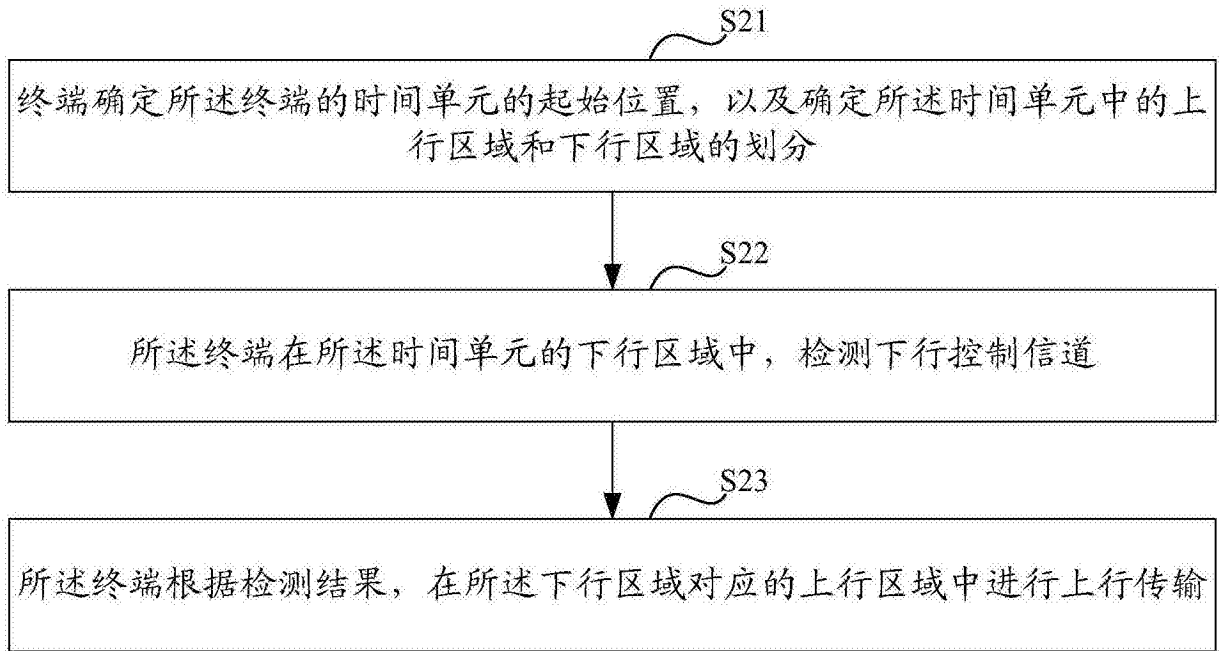 S21
终端确定所述终端的时间单元的起始位置，以及确定所述时间单元中的上
行区域和下行区域的划分
S22
所述终端在所述时间单元的下行区域中，检测下行控制信道
S23
所述终端根据检测结果，在所述下行区域对应的上行区域中进行上行传输